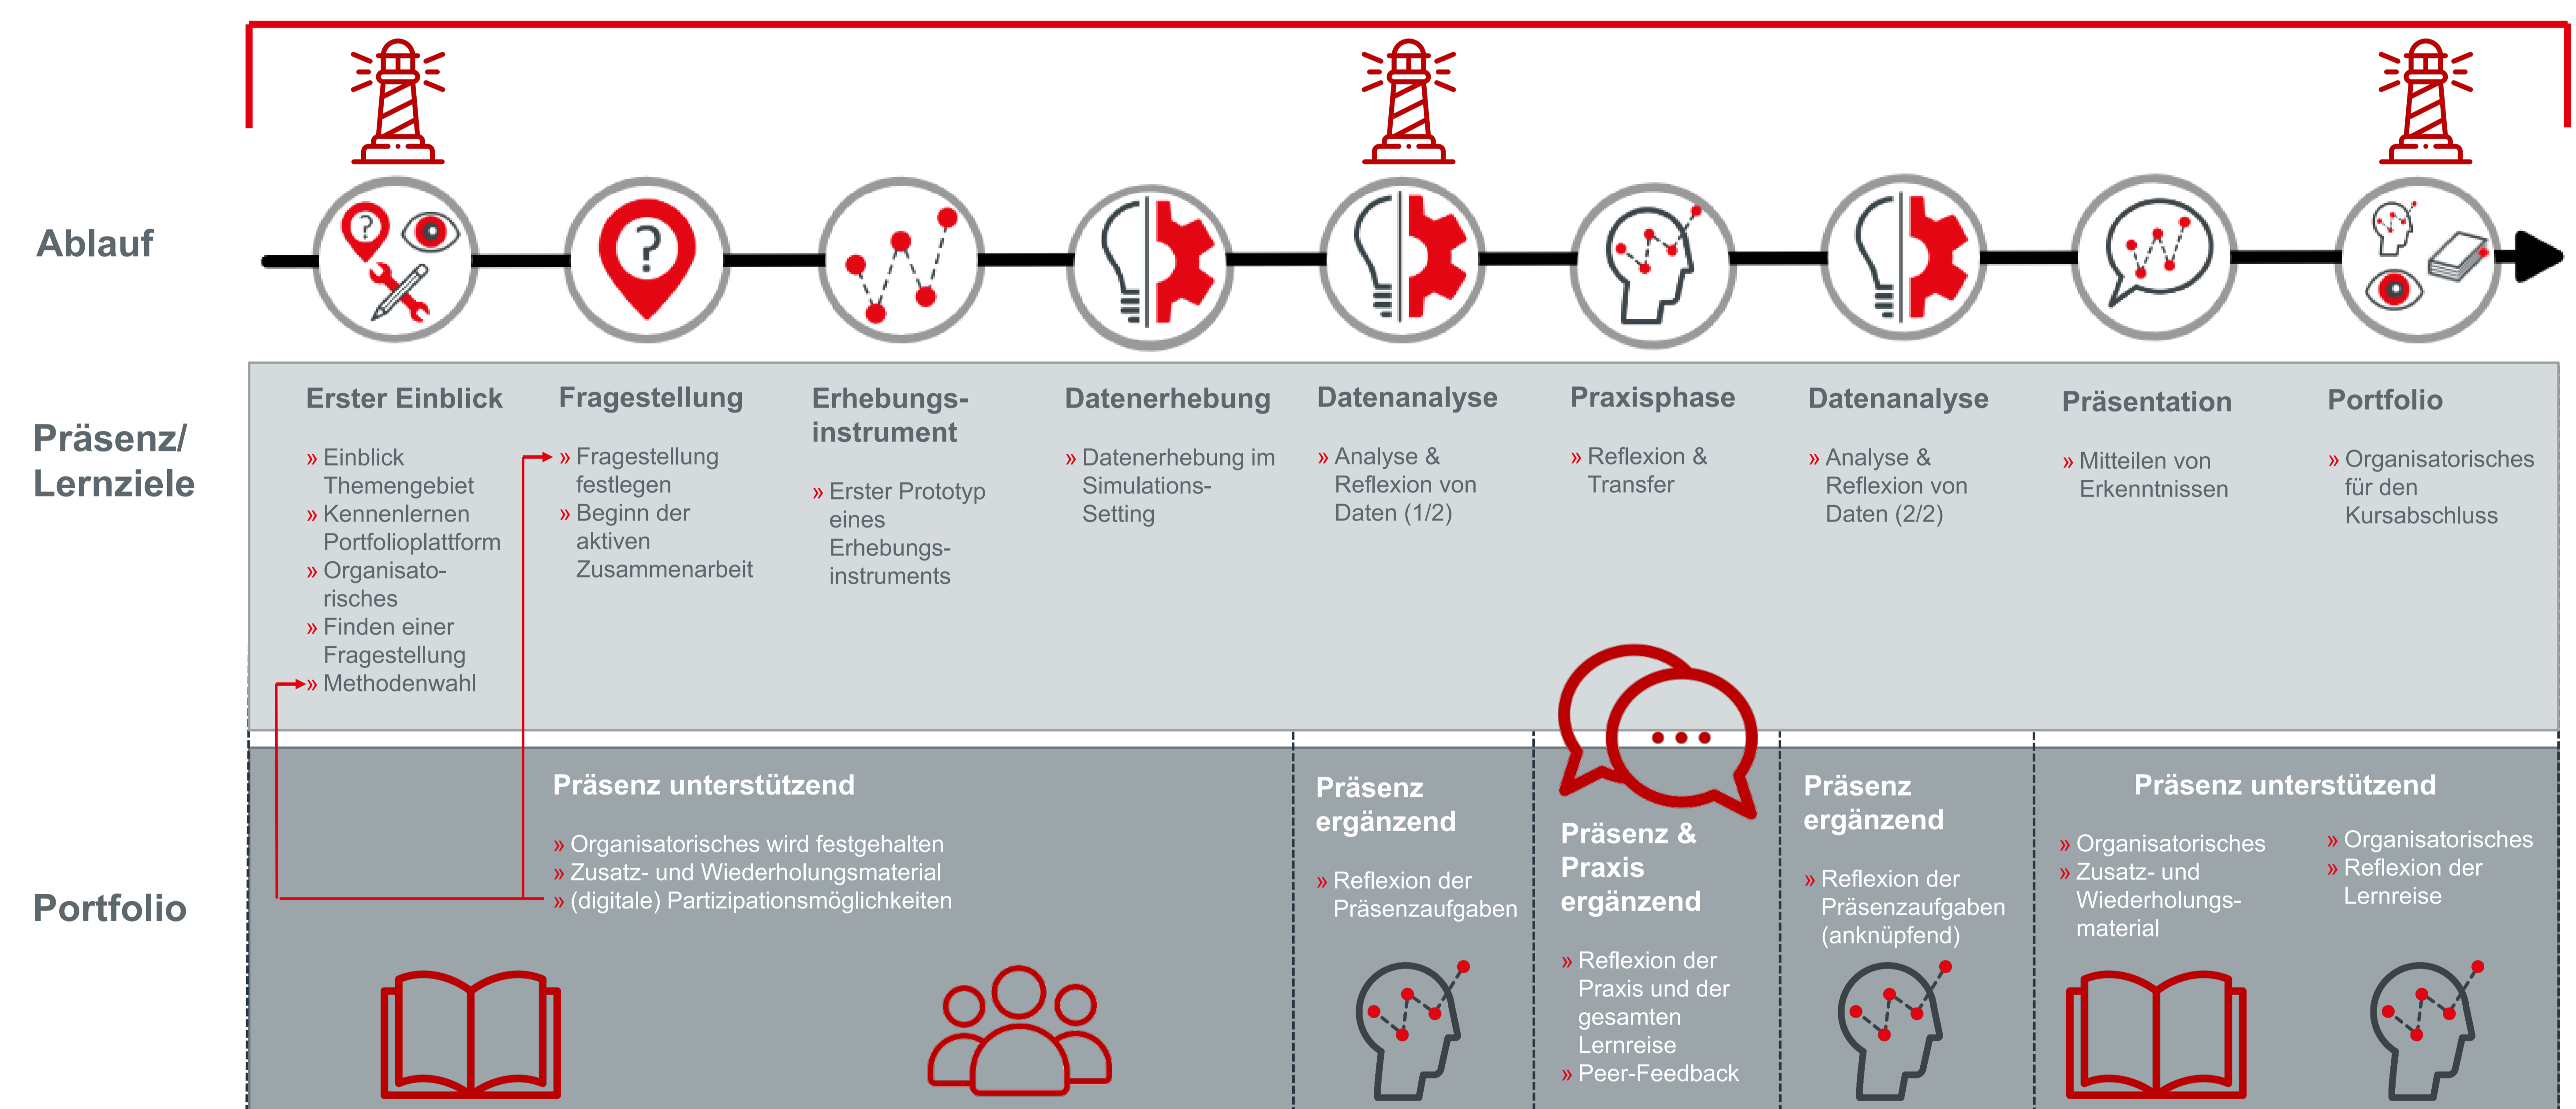 Ablauf
?
?
Präsenz/
Lernziele
Erster Einblick
» Einblick
Themengebiet
» Kennenlernen
Portfolioplattform
» Organisato-
risches
» Finden einer
Fragestellung
» Methodenwahl
Fragestellung
» Fragestellung
festlegen
» Beginn der
aktiven
Zusammenarbeit
Erhebungs-
instrument
» Erster Prototyp
eines
Erhebungs-
instruments
Datenerhebung
» Datenerhebung im
Simulations-
Setting
Datenanalyse
» Analyse &
Reflexion von
Daten (1/2)
Praxisphase
» Reflexion &
Transfer
Datenanalyse
» Analyse &
Reflexion von
Daten (2/2)
Präsentation
» Mitteilen von
Erkenntnissen
Portfolio
» Organisatorisches
für den
Kursabschluss
Portfolio
Präsenz unterstützend
» Organisatorisches wird festgehalten
» Zusatz- und Wiederholungsmaterial
» (digitale) Partizipationsmöglichkeiten
Präsenz
ergänzend
» Reflexion der
Präsenzaufgaben
Präsenz &
Praxis
ergänzend
» Reflexion der
Praxis und der
gesamten
Lernreise
» Peer-Feedback
Präsenz
ergänzend
» Reflexion der
Präsenzaufgaben
(anknüpfend)
Präsenz unterstützend
» Organisatorisches
» Zusatz- und
Wiederholungs-
material
» Organisatorisches
» Reflexion der
Lernreise